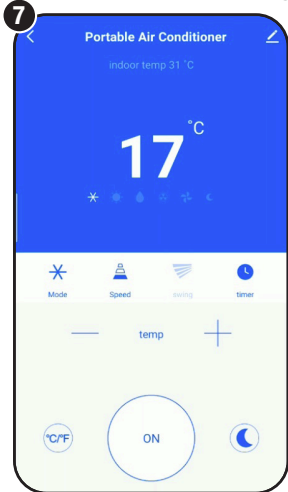 7
Portable Air Conditioner
indoor temp 31 °C
17 °C
Mode Speed swing timer
temp
°C/°F ON